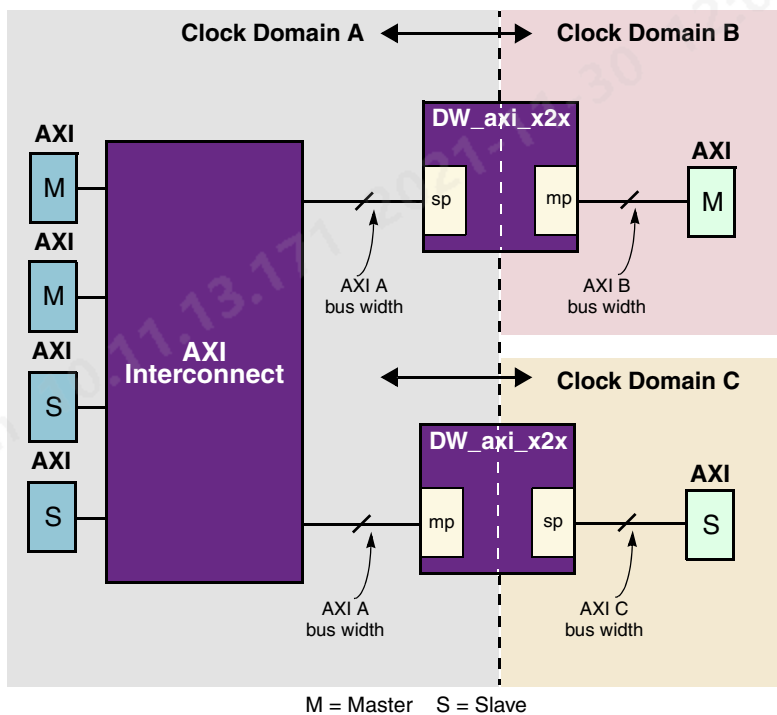 Clock Domain A
Clock Domain B
DW_axi_x2x
AXI
M
AXI
M
AXI
S
AXI
S
AXI
Interconnect
sp
mp
AXI
M
AXI A
bus width
AXI B
bus width
Clock Domain C
DW_axi_x2x
mp
sp
AXI
S
AXI A
bus width
AXI C
bus width
M = Master S = Slave